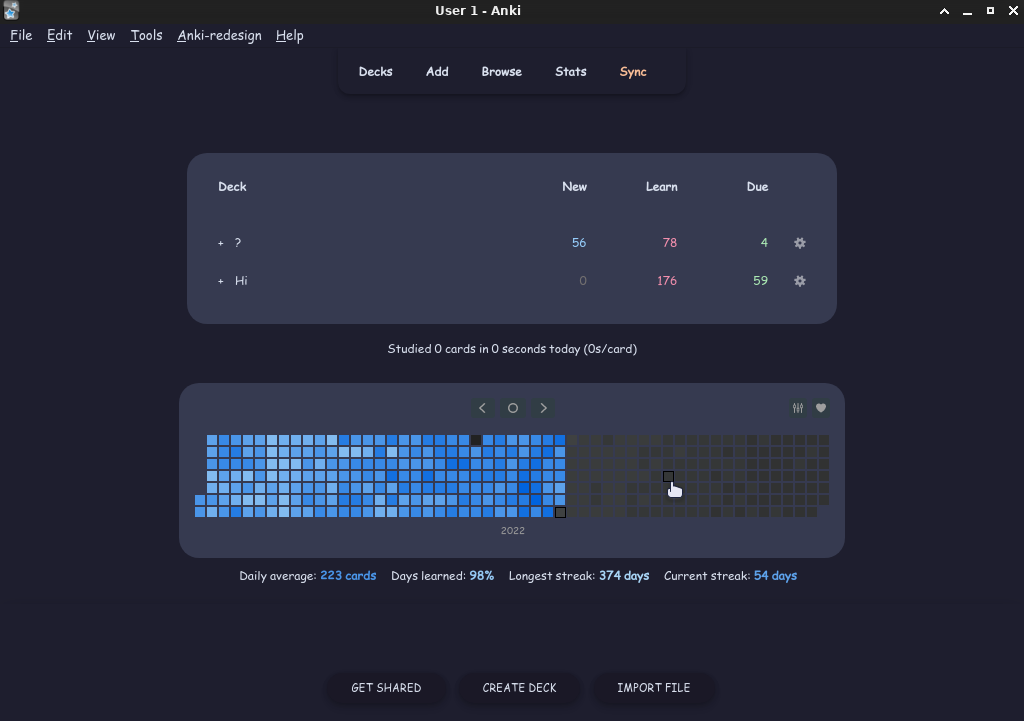 User 1 - Anki
File Edit View Tools Anki-redesign Help
Decks Add Browse Stats Sync
Deck New Learn Due
+ ? 56 78 4
+ Hi 0 176 59
Studied 0 cards in 0 seconds today (0s/card)
2022
Daily average: 223 cards Days learned: 98% Longest streak: 374 days Current streak: 54 days
GET SHARED CREATE DECK IMPORT FILE